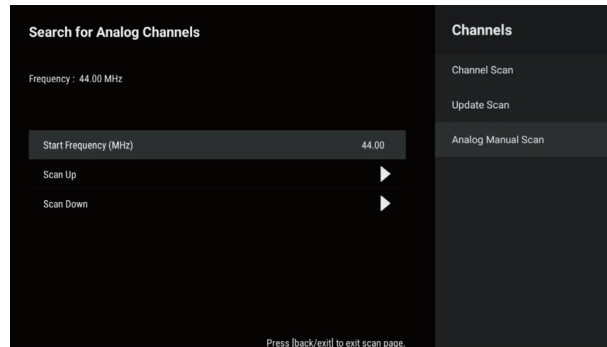 Search for Analog Channels
Frequency : 44.00 MHz
Start Frequency (MHz) 44.00
Scan Up
Scan Down
Press [back/exit] to exit scan page.
Channels
Channel Scan
Update Scan
Analog Manual Scan